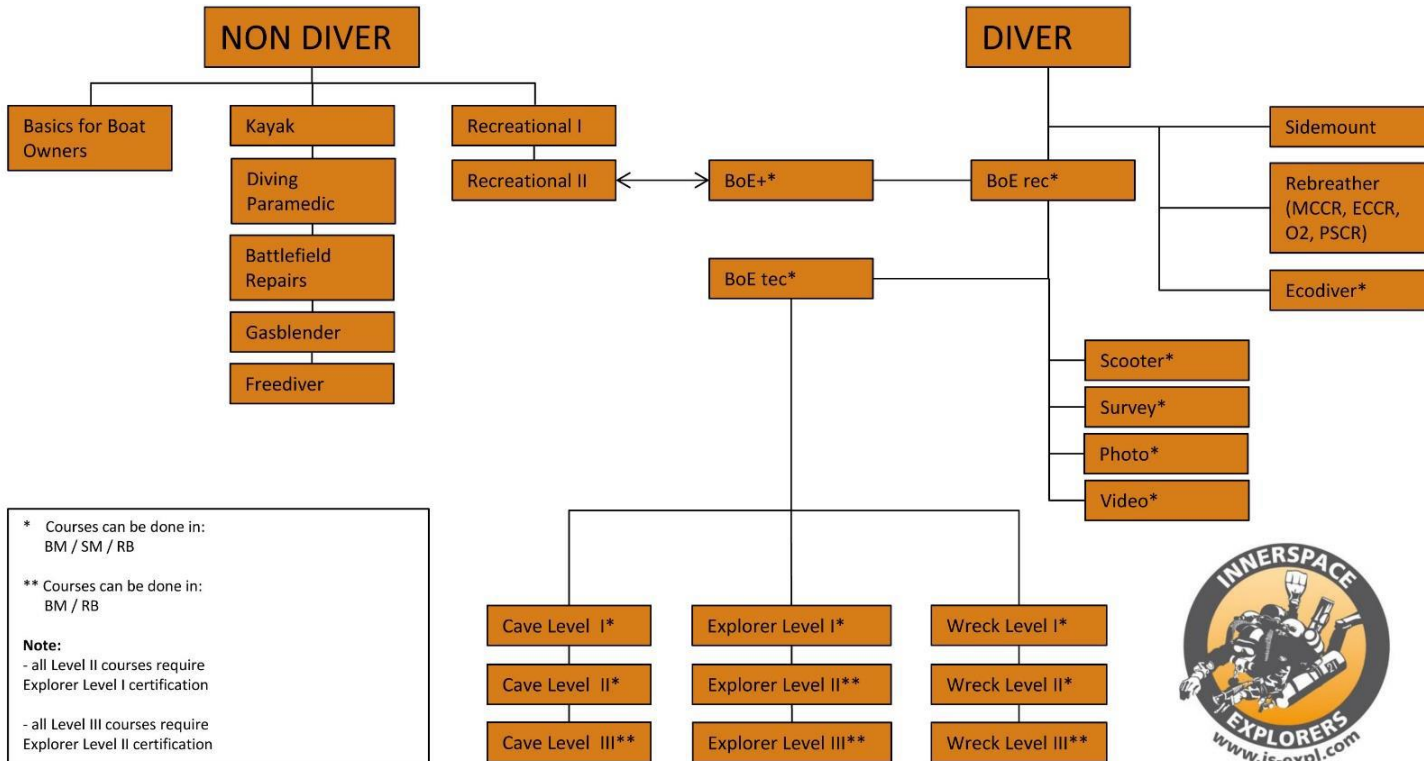 NON DIVER
DIVER
Basics for Boat
Owners
Kayak
Diving
Paramedic
Battlefield
Repairs
Gasblender
Freediver
Recreational I
Recreational II
BoE+*
BoE rec*
BoE tec*
Sidemount
Rebreather
(MCCR, ECCR,
O2, PSCR)
Ecodiver*
Scooter*
Survey*
Photo*
Video*
Cave Level I*
Cave Level II*
Cave Level III**
Explorer Level I*
Explorer Level II**
Explorer Level III**
Wreck Level I*
Wreck Level II*
Wreck Level III**
* Courses can be done in:
BM / SM / RB
** Courses can be done in:
BM / RB
Note:
- all Level II courses require
Explorer Level I certification
- all Level III courses require
Explorer Level II certification
INNERSPACE
EXPLORERS
www.is-expl.com